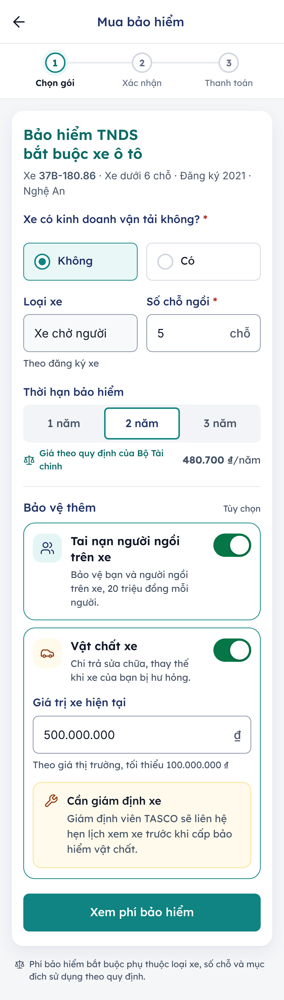 Mua bảo hiểm
1
2
3
Chọn gói
Xác nhận
Thanh toán
Bảo hiểm TNDS
bắt buộc xe ô tô
Xe 37B-180.86 · Xe dưới 6 chỗ · Đăng ký 2021 ·
Nghệ An
Xe có kinh doanh vận tải không? *
Không
Có
Loại xe
Số chỗ ngồi *
Xe chở người
5 chỗ
Theo đăng ký xe
Thời hạn bảo hiểm
1 năm
2 năm
3 năm
Giá theo quy định của Bộ Tài
chính
480.700 ₫/năm
Bảo vệ thêm
Tùy chọn
Tai nạn người ngồi
trên xe
Bảo vệ bạn và người ngồi
trên xe, 20 triệu đồng mỗi
người.
Vật chất xe
Chi trả sửa chữa, thay thế
khi xe của bạn bị hư hỏng.
Giá trị xe hiện tại
500.000.000 ₫
Theo giá thị trường, tối thiểu 100.000.000 ₫
Cần giám định xe
Giám định viên TASCO sẽ liên hệ
hẹn lịch xem xe trước khi cấp bảo
hiểm vật chất.
Xem phí bảo hiểm
Phí bảo hiểm bắt buộc phụ thuộc loại xe, số chỗ và mục
đích sử dụng theo quy định.